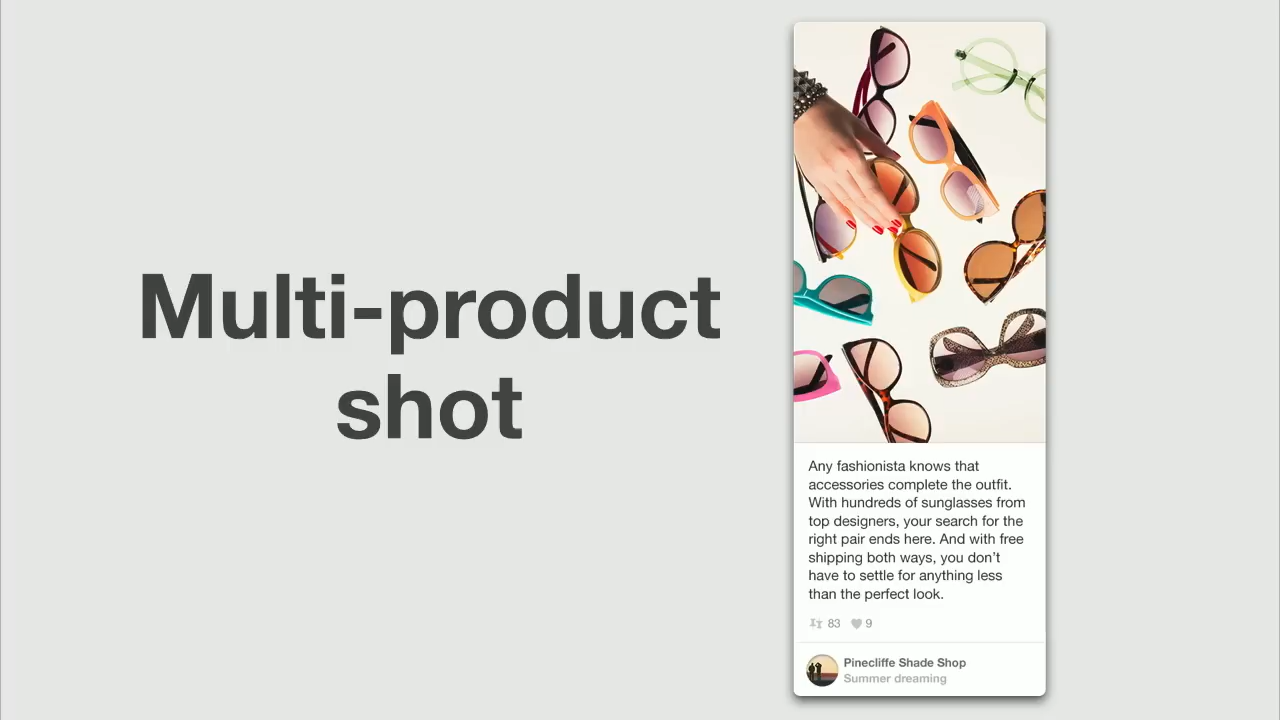 Multi-product
shot
Any fashionista knows that
accessories complete the outfit.
With hundreds of sunglasses from
top designers, your search for the
right pair ends here. And with free
shipping both ways, you don’t
have to settle for anything less
than the perfect look.
83 9
Pinecliffe Shade Shop
Summer dreaming